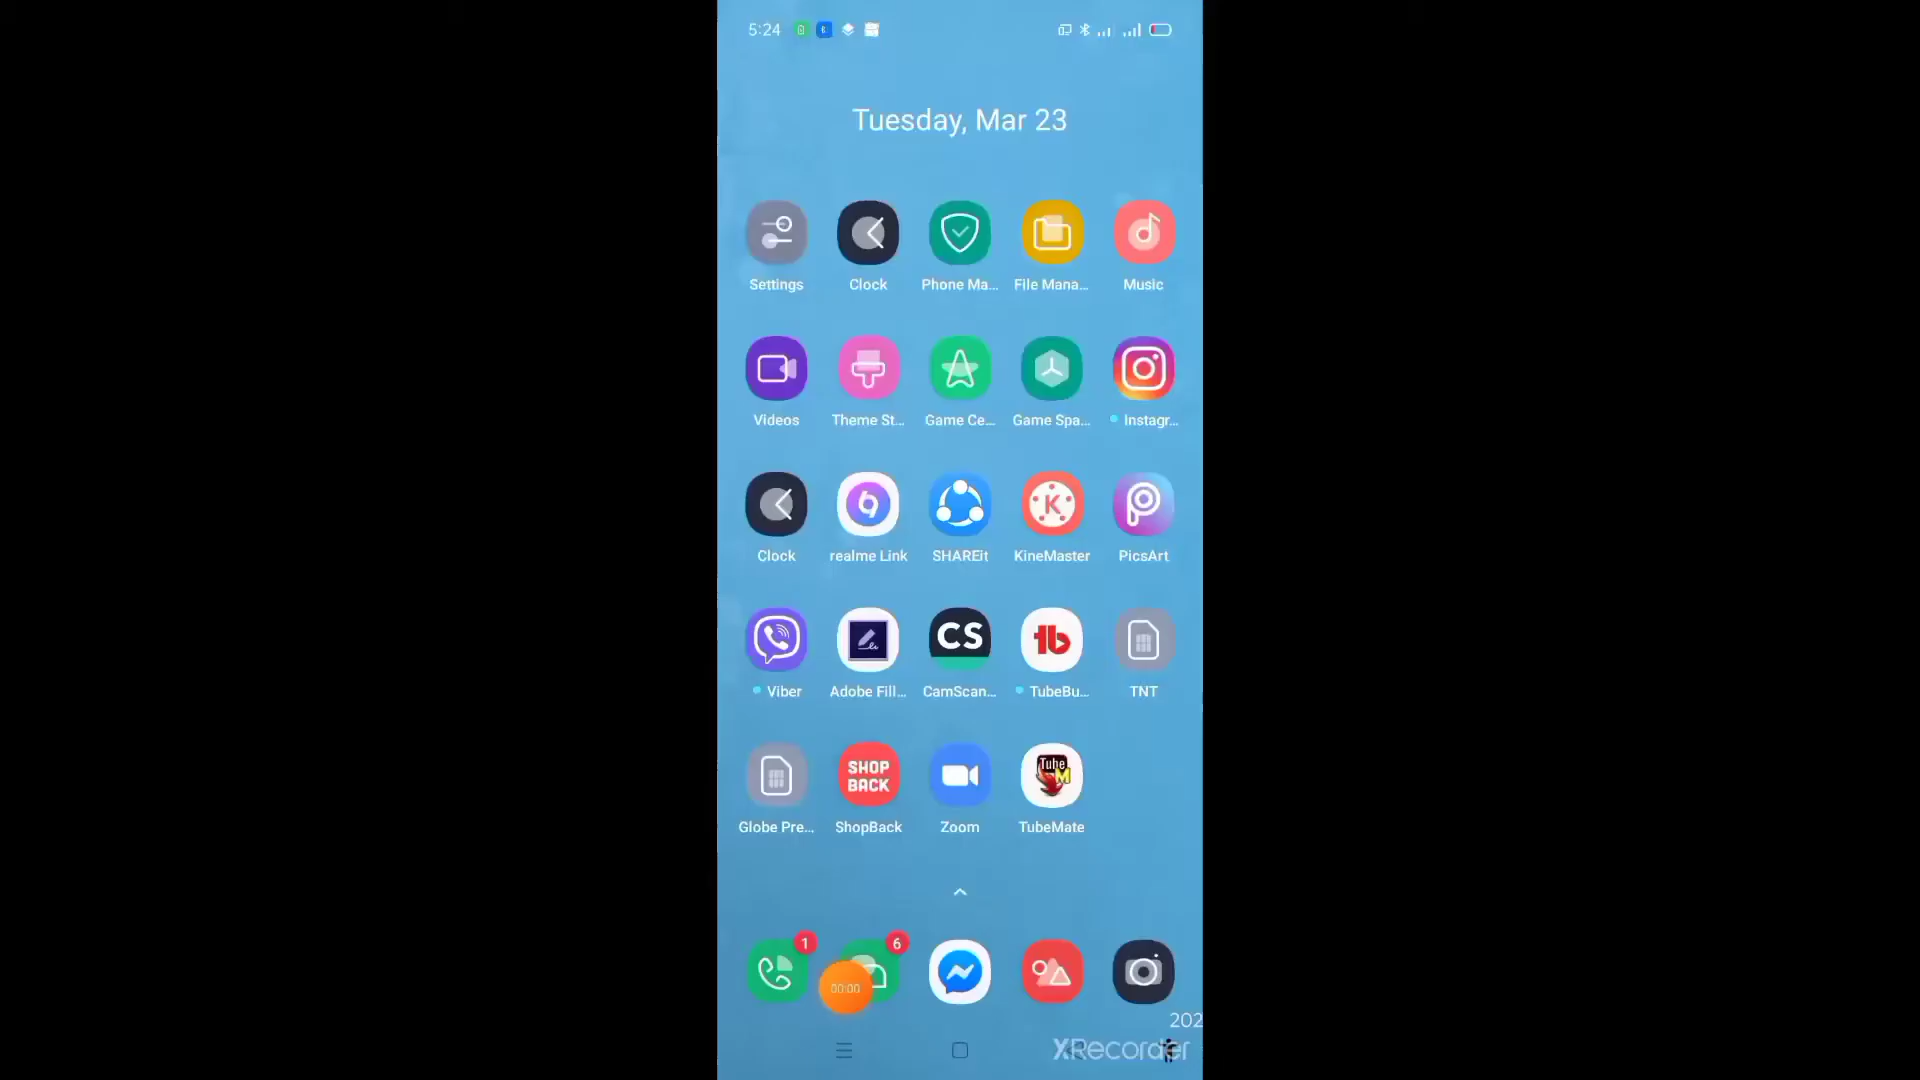 5:24
Tuesday, Mar 23
Settings Clock Phone Ma... File Mana... Music
Videos Theme St... Game Ce... Game Spa... Instagr...
K
Clock realme Link SHAREit KineMaster PicsArt
CS
Viber Adobe Fill... CamScan... TubeBu... TNT
SHOP
BACK
Tube
M
Globe Pre... ShopBack Zoom TubeMate
1 6
00:00
202
XRecorder